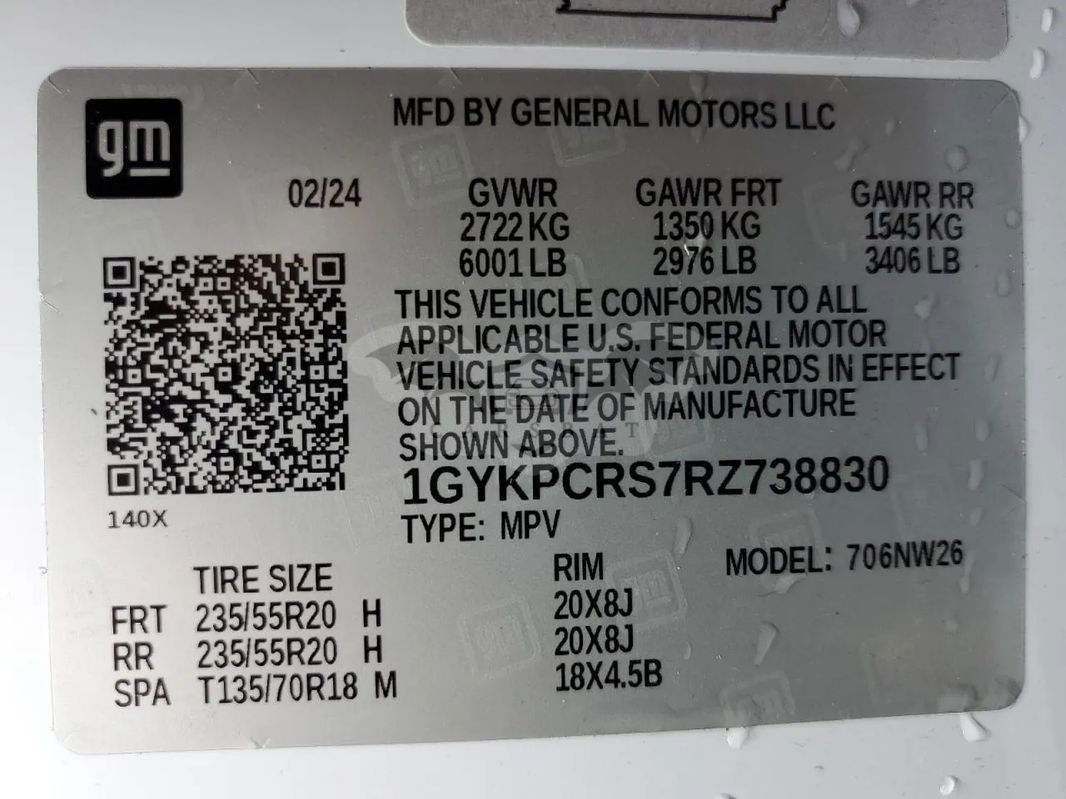 gm
MFD BY GENERAL MOTORS LLC
02/24
GVWR GAWR FRT GAWR RR
2722 KG 1350 KG 1545 KG
6001 LB 2976 LB 3406 LB
THIS VEHICLE CONFORMS TO ALL
APPLICABLE U.S. FEDERAL MOTOR
VEHICLE SAFETY STANDARDS IN EFFECT
ON THE DATE OF MANUFACTURE
SHOWN ABOVE.
1GYKPCRS7RZ738830
140X
TYPE: MPV
MODEL: 706NW26
TIRE SIZE RIM
FRT 235/55R20 H 20X8J
RR 235/55R20 H 20X8J
SPA T135/70R18 M 18X4.5B